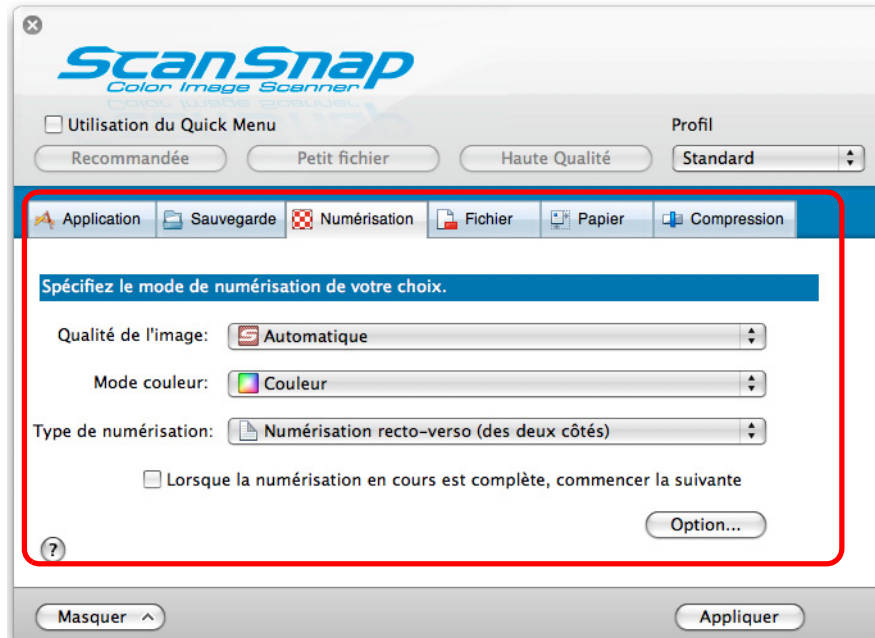 ScanSnap
Color Image Scanner
Utilisation du Quick Menu
Profil
Recommandée Petit fichier Haute Qualité Standard
Application Sauvegarde Numérisation Fichier Papier Compression
Spécifiez le mode de numérisation de votre choix.
Qualité de l'image: Automatique
Mode couleur: Couleur
Type de numérisation: Numérisation recto-verso (des deux côtés)
Lorsque la numérisation en cours est complète, commencer la suivante
Option...
?
Masquer Appliquer